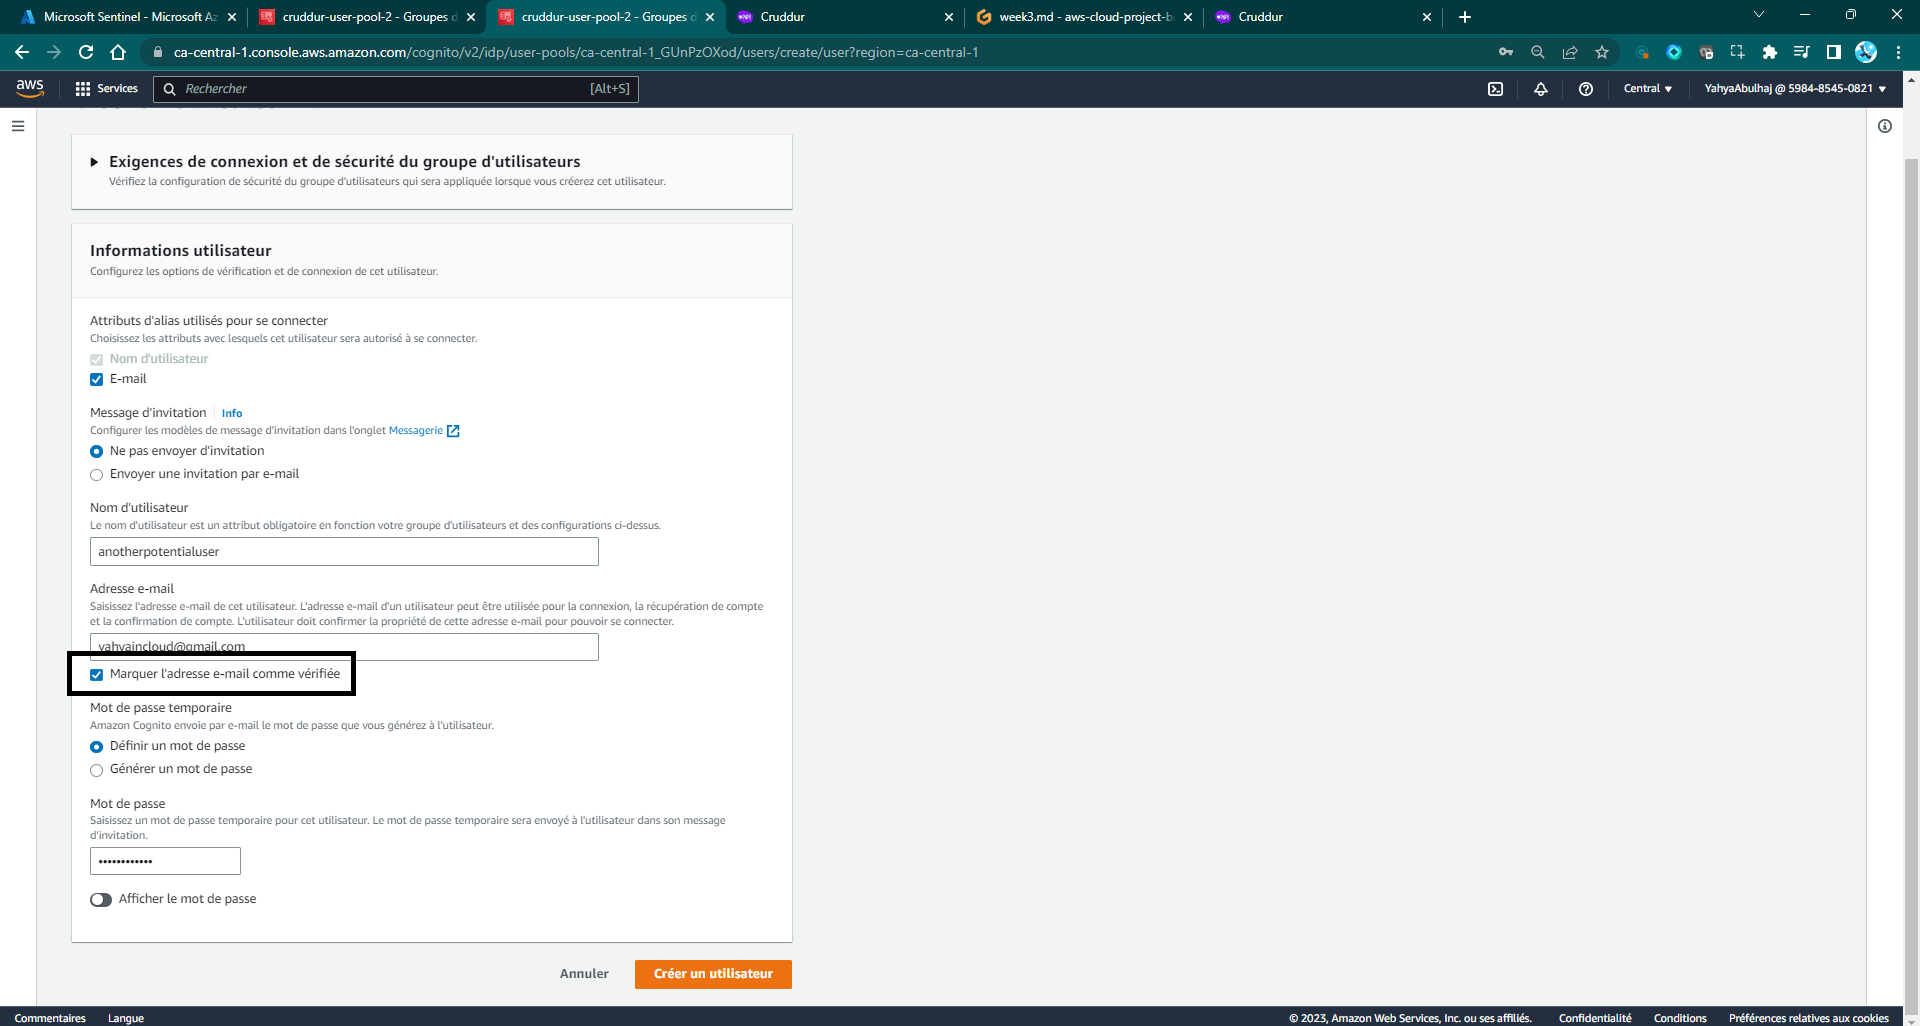 Microsoft Sentinel - Microsoft Az
cruddur-user-pool-2 - Groupes d
cruddur-user-pool-2 - Groupes d
Cruddur
week3.md - aws-cloud-project-b
Cruddur
ca-central-1.console.aws.amazon.com/cognito/v2/idp/user-pools/ca-central-1_GUnPzOXod/users/create/user?region=ca-central-1
aws
Services
Rechercher
[Alt+S]
Central
YahyaAbulhaj @ 5984-8545-0821
Exigences de connexion et de sécurité du groupe d'utilisateurs
Vérifiez la configuration de sécurité du groupe d'utilisateurs qui sera appliquée lorsque vous créerez cet utilisateur.
Informations utilisateur
Configurez les options de vérification et de connexion de cet utilisateur.
Attributs d'alias utilisés pour se connecter
Choisissez les attributs avec lesquels cet utilisateur sera autorisé à se connecter.
Nom d'utilisateur
E-mail
Message d'invitation Info
Configurer les modèles de message d'invitation dans l'onglet Messagerie
Ne pas envoyer d'invitation
Envoyer une invitation par e-mail
Nom d'utilisateur
Le nom d'utilisateur est un attribut obligatoire en fonction votre groupe d'utilisateurs et des configurations ci-dessus.
anotherpotentialuser
Adresse e-mail
Saisissez l'adresse e-mail de cet utilisateur. L'adresse e-mail d'un utilisateur peut être utilisée pour la connexion, la récupération de compte
et la confirmation de compte. L'utilisateur doit confirmer la propriété de cette adresse e-mail pour pouvoir se connecter.
yahyaincloud@gmail.com
Marquer l'adresse e-mail comme vérifiée
Mot de passe temporaire
Amazon Cognito envoie par e-mail le mot de passe que vous générez à l'utilisateur.
Définir un mot de passe
Générer un mot de passe
Mot de passe
Saisissez un mot de passe temporaire pour cet utilisateur. Le mot de passe temporaire sera envoyé à l'utilisateur dans son message
d'invitation.
••••••••••••
Afficher le mot de passe
Annuler
Créer un utilisateur
Commentaires
Langue
© 2023, Amazon Web Services, Inc. ou ses affiliés.
Confidentialité
Conditions
Préférences relatives aux cookies